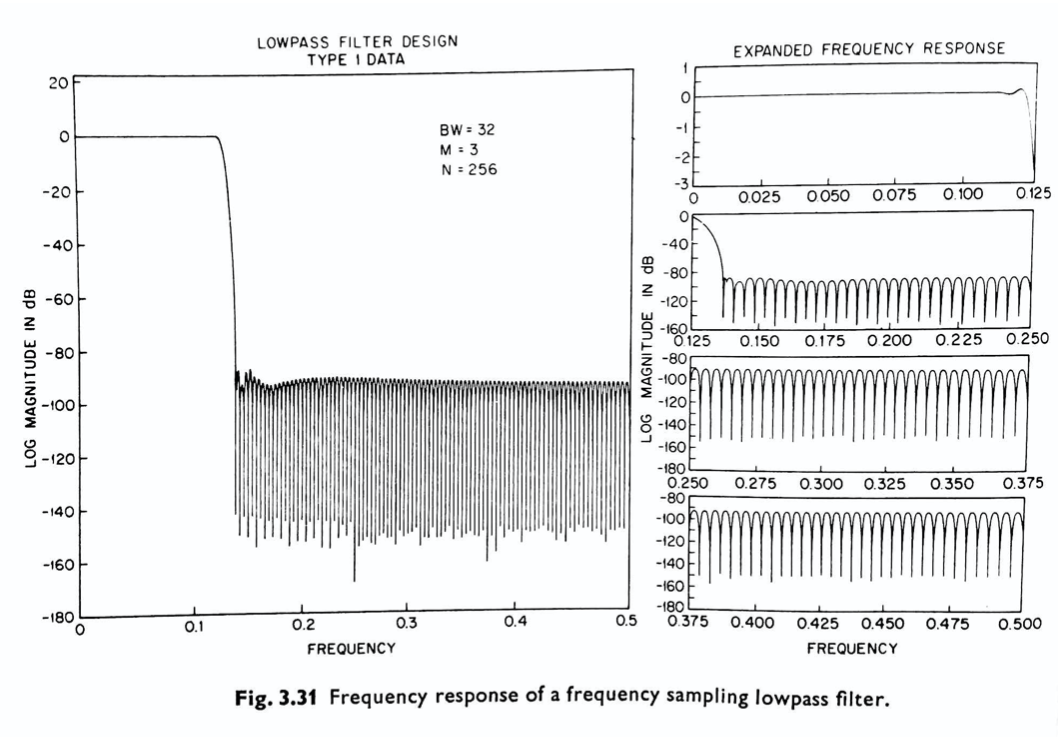 LOWPASS FILTER DESIGN
TYPE 1 DATA
BW = 32
M = 3
N = 256
20
0
-20
-40
-60
-80
-100
-120
-140
-160
-180
LOG MAGNITUDE IN dB
0 0.1 0.2 0.3 0.4 0.5
FREQUENCY
EXPANDED FREQUENCY RESPONSE
1
0
-1
-2
-3
0 0.025 0.050 0.075 0.100 0.125
0
-40
-80
-120
-160
0.125 0.150 0.175 0.200 0.225 0.250
LOG MAGNITUDE IN dB
-80
-100
-120
-140
-160
-180
0.250 0.275 0.300 0.325 0.350 0.375
-80
-100
-120
-140
-160
-180
0.375 0.400 0.425 0.450 0.475 0.500
FREQUENCY
Fig. 3.31 Frequency response of a frequency sampling lowpass filter.